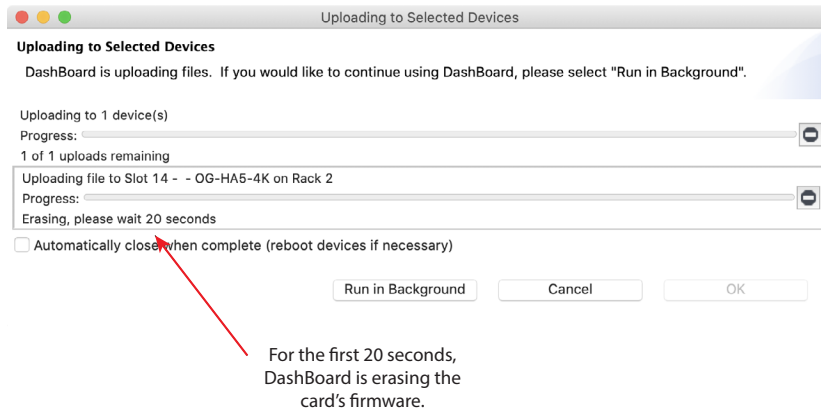 Uploading to Selected Devices
Uploading to Selected Devices
DashBoard is uploading files.  If you would like to continue using DashBoard, please select "Run in Background".
Uploading to 1 device(s)
Progress:
1 of 1 uploads remaining
Uploading file to Slot 14 -  - OG-HA5-4K on Rack 2
Progress:
Erasing, please wait 20 seconds
Automatically close when complete (reboot devices if necessary)
Run in Background Cancel OK
For the first 20 seconds,
DashBoard is erasing the
card’s firmware.